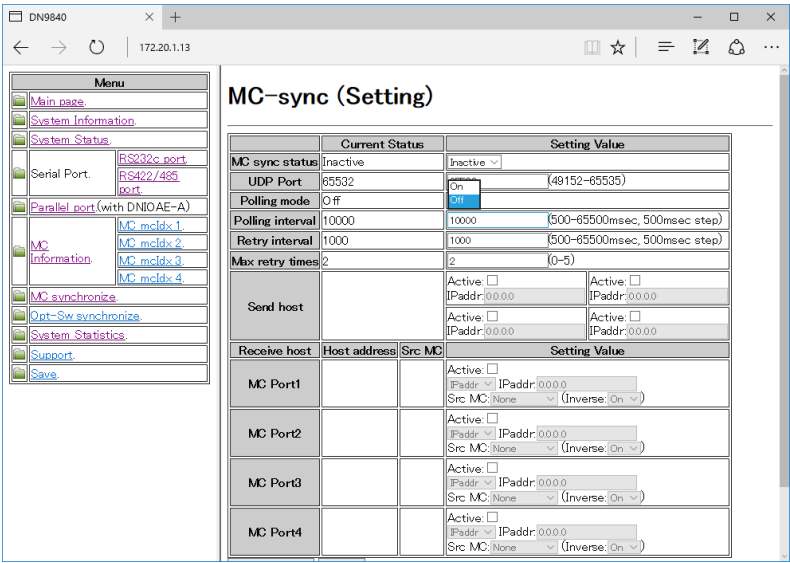 DN9840
172.20.1.13
Menu
Main page.
System Information.
System Status.
Serial Port.
RS232c port.
RS422/485
port.
Parallel port.(with DNIOAE-A)
MC
Information.
MC mcIdx 1.
MC mcIdx 2.
MC mcIdx 3.
MC mcIdx 4.
MC synchronize.
Opt-Sw synchronize.
System Statistics.
Support.
Save.
MC-sync (Setting)
Current Status Setting Value
MC sync status Inactive Inactive
UDP Port 65532 (49152-65535)
Polling mode Off
On
Off
Polling interval 10000 10000 (500-65500msec, 500msec step)
Retry interval 1000 1000 (500-65500msec, 500msec step)
Max retry times 2 2 (0-5)
Send host
Active: Active:
IPaddr: 0.0.0.0 IPaddr: 0.0.0.0
Active: Active:
IPaddr: 0.0.0.0 IPaddr: 0.0.0.0
Receive host Host address Src MC Setting Value
MC Port1
Active:
IPaddr IPaddr: 0.0.0.0
Src MC: None (Inverse: On )
MC Port2
Active:
IPaddr IPaddr: 0.0.0.0
Src MC: None (Inverse: On )
MC Port3
Active:
IPaddr IPaddr: 0.0.0.0
Src MC: None (Inverse: On )
MC Port4
Active:
IPaddr IPaddr: 0.0.0.0
Src MC: None (Inverse: On )